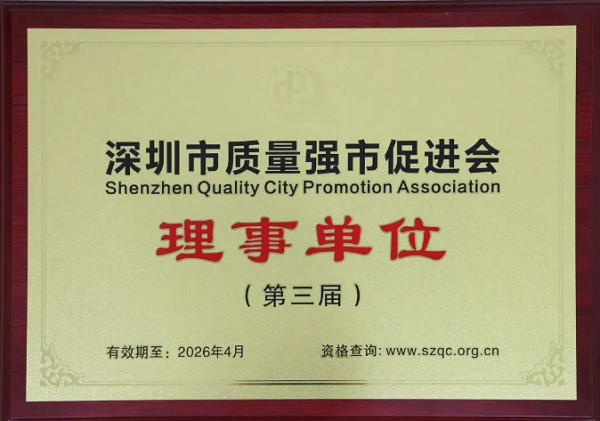 深圳市质量强市促进会
Shenzhen Quality City Promotion Association
理事单位
（第三届）
有效期至：2026年4月 资格查询: www.szqc.org.cn